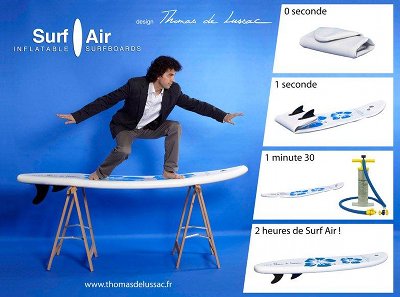 Surf Air
INFLATABLE SURFBOARDS
design Thomas de Lussac
0 seconde
1 seconde
1 minute 30
2 heures de Surf Air !
www.thomasdelussac.fr